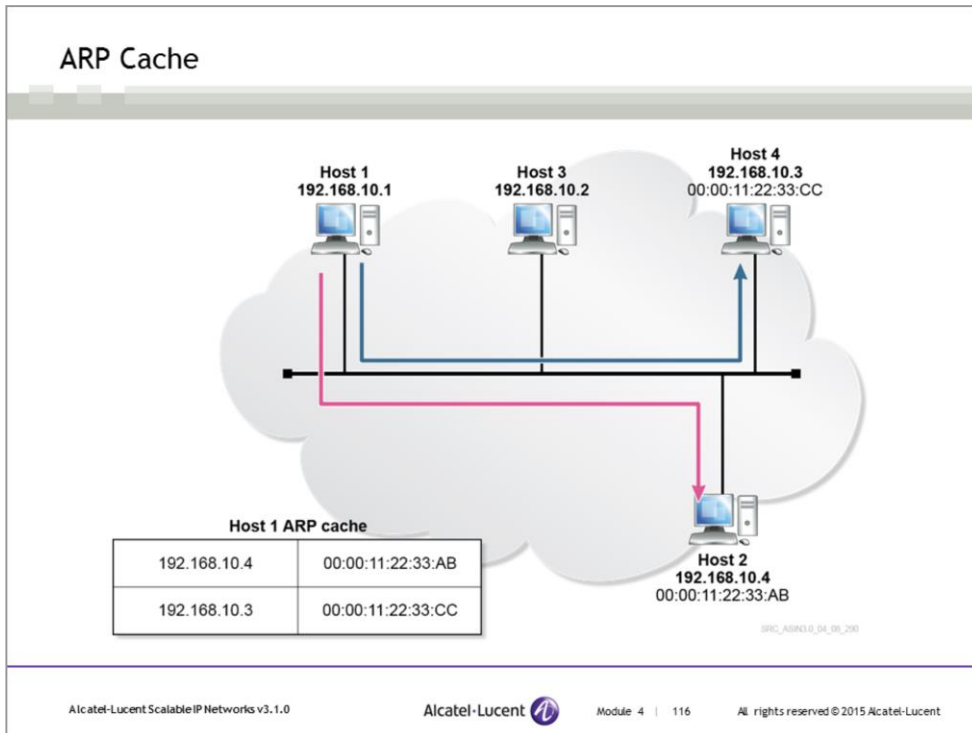 ARP Cache
Host 1
192.168.10.1
Host 3
192.168.10.2
Host 4
192.168.10.3
00:00:11:22:33:CC
Host 1 ARP cache
192.168.10.4 00:00:11:22:33:AB
192.168.10.3 00:00:11:22:33:CC
Host 2
192.168.10.4
00:00:11:22:33:AB
SRC_ASIN3.0_04_08_290
Alcatel-Lucent Scalable IP Networks v3.1.0
Alcatel·Lucent
Module 4 | 116
All rights reserved © 2015 Alcatel-Lucent